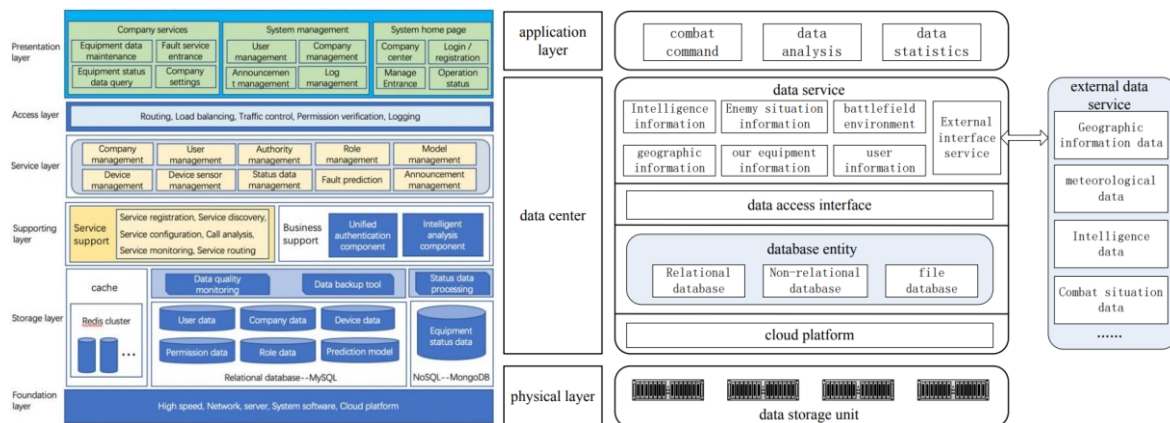 Presentation
layer
Company services
Equipment data
maintenance
Fault service
entrance
Equipment status
data query
Company
settings
System management
User
management
Company
management
Announcemen
t management
Log
management
System home page
Company
center
Login /
registration
Manage
Entrance
Operation
status
Access layer
Routing, Load balancing, Traffic control, Permission verification, Logging
Service layer
Company
management
User
management
Authority
management
Role
management
Model
management
Device
management
Device sensor
management
Status data
management
Fault prediction
Announcement
management
Supporting
layer
Service
support
Service registration, Service discovery,
Service configuration, Call analysis,
Service monitoring, Service routing
Business
support
Unified
authentication
component
Intelligent
analysis
component
Storage layer
cache
Redis cluster
...
Data quality
monitoring
Data backup tool
Status data
processing
User data
Company data
Device data
Permission data
Role data
Prediction model
Relational database--MySQL
Equipment
status data
NoSQL--MongoDB
Foundation
layer
High speed, Network, server, System software, Cloud platform
application
layer
combat
command
data
analysis
data
statistics
data center
data service
Intelligence
information
Enemy situation
information
battlefield
environment
geographic
information
our equipment
information
user
information
External
interface
service
data access interface
database entity
Relational
database
Non-relational
database
file
database
cloud platform
physical layer
data storage unit
external data
service
Geographic
information data
meteorological
data
Intelligence
data
Combat situation
data
......